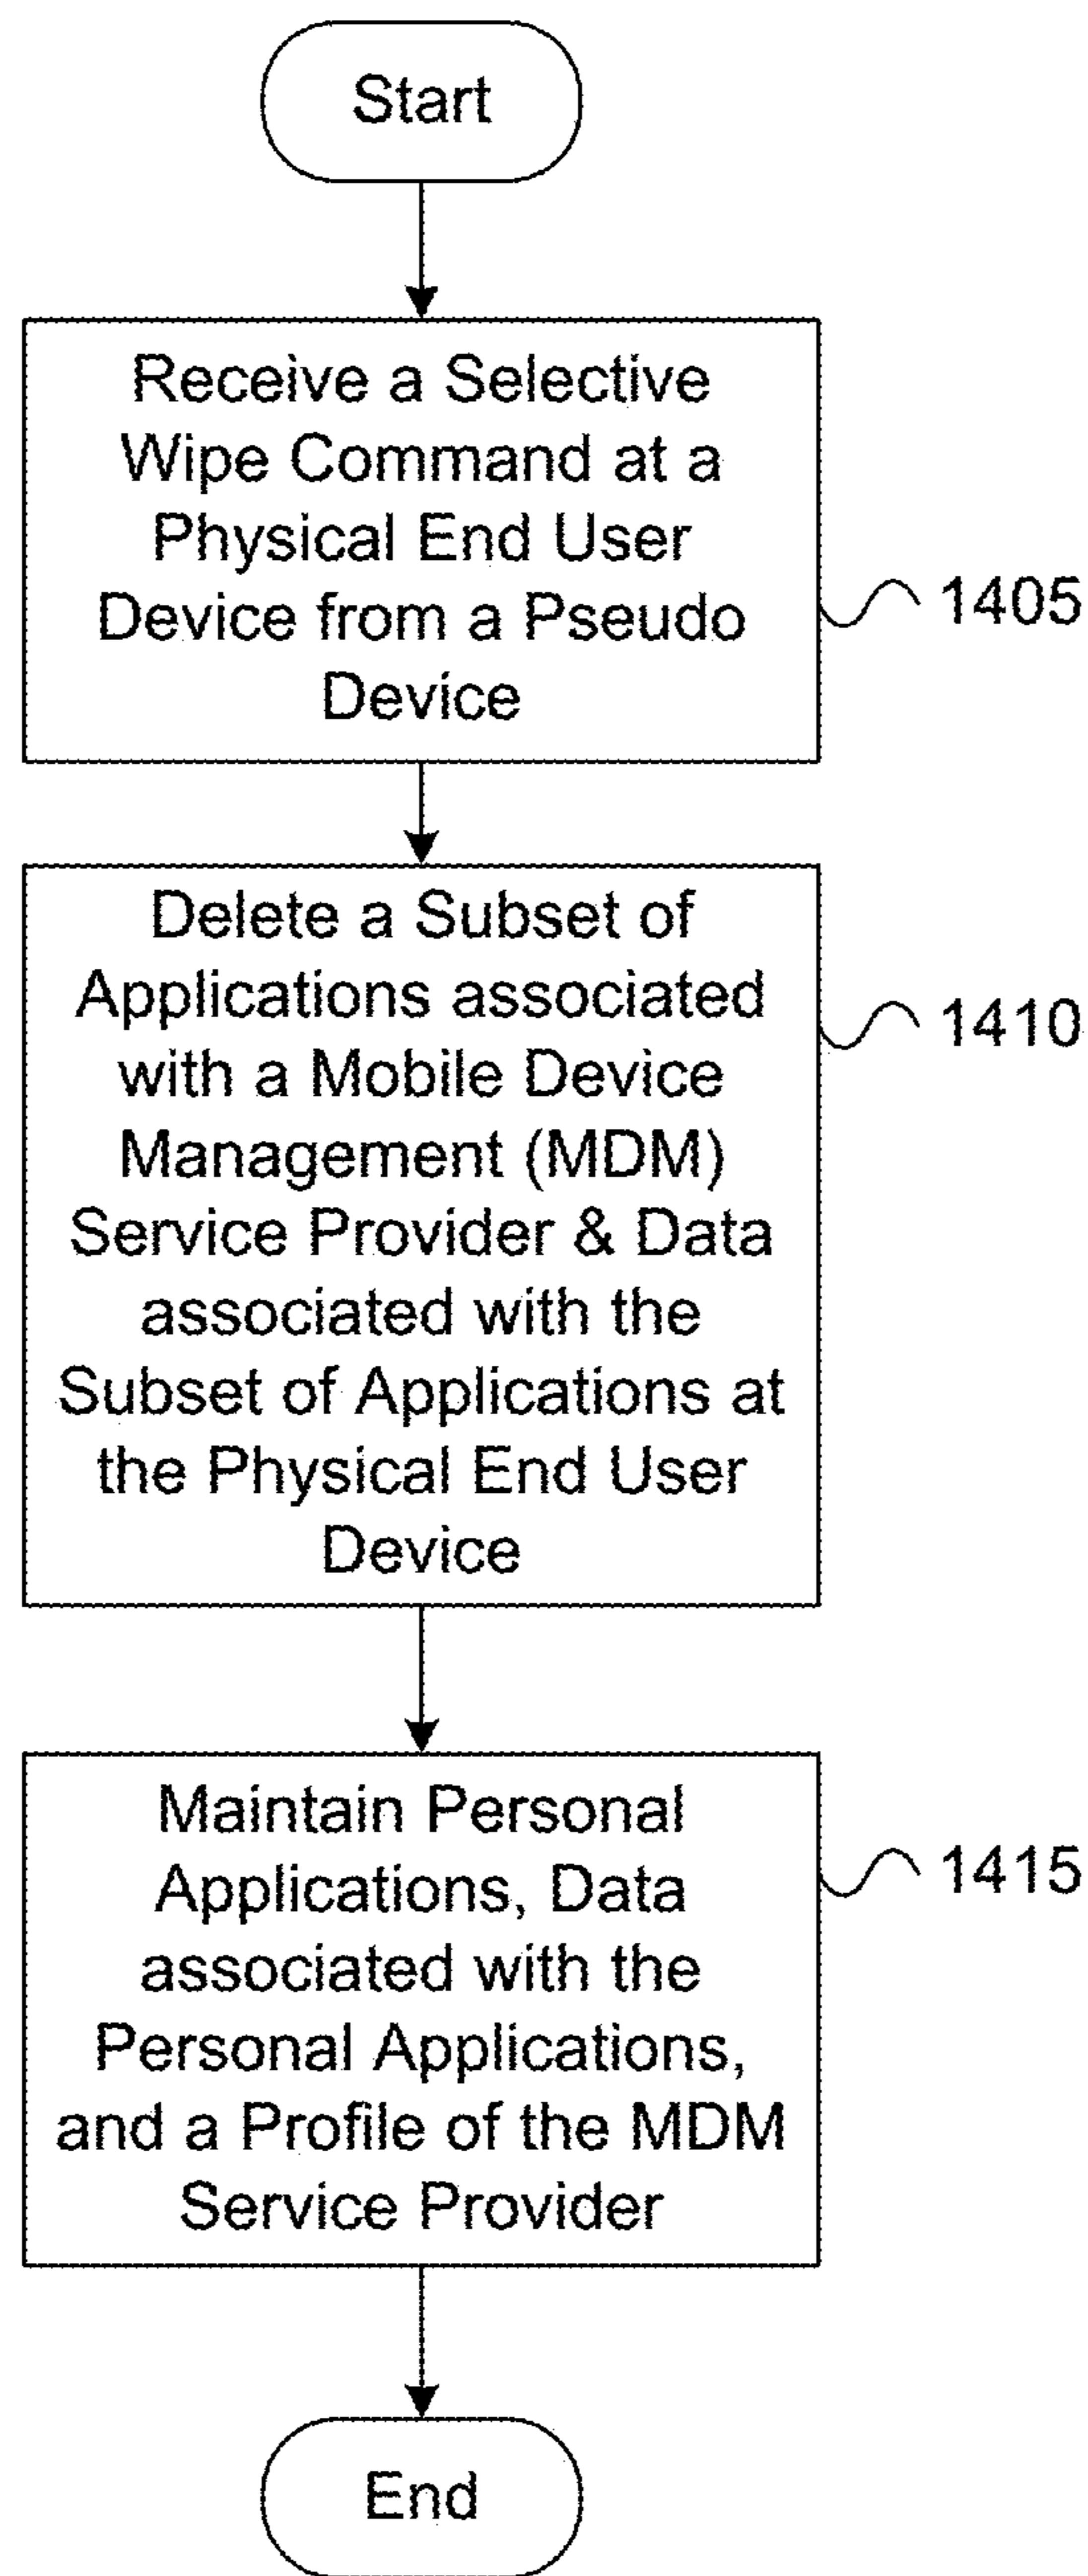 Start
Receive a Selective
Wipe Command at a
Physical End User
Device from a Pseudo
Device
1405
Delete a Subset of
Applications associated
with a Mobile Device
Management (MDM)
Service Provider & Data
associated with the
Subset of Applications at
the Physical End User
Device
1410
Maintain Personal
Applications, Data
associated with the
Personal Applications,
and a Profile of the MDM
Service Provider
1415
End